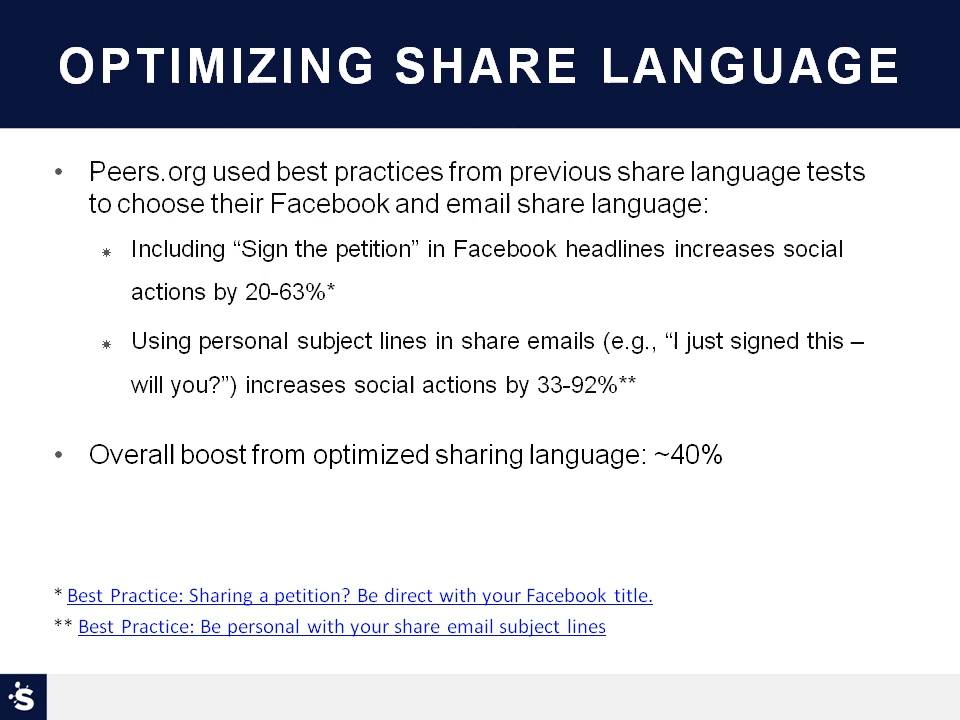 OPTIMIZING SHARE LANGUAGE
• Peers.org used best practices from previous share language tests
to choose their Facebook and email share language:
Including “Sign the petition” in Facebook headlines increases social
actions by 20-63%*
Using personal subject lines in share emails (e.g., “I just signed this –
will you?”) increases social actions by 33-92%**
• Overall boost from optimized sharing language: ~40%
* Best Practice: Sharing a petition? Be direct with your Facebook title.
** Best Practice: Be personal with your share email subject lines
S